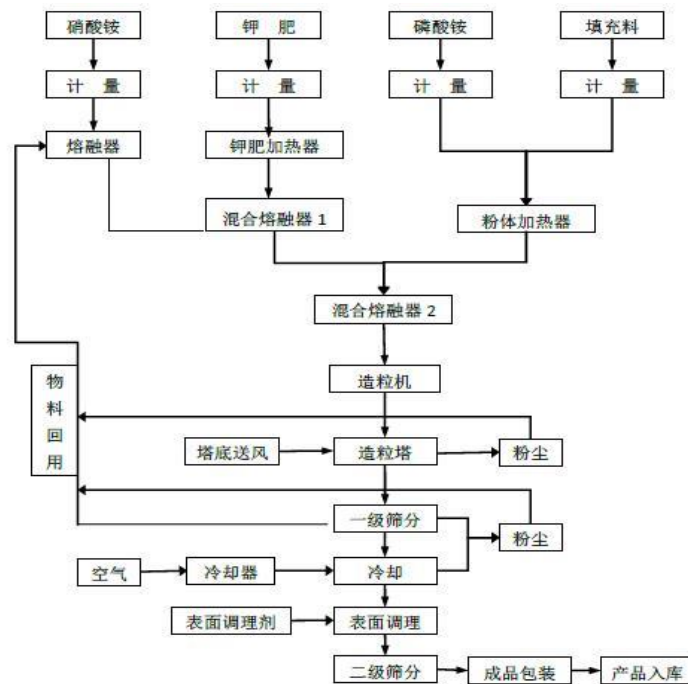 硝酸铵
钾 肥
磷酸铵
填充料
计 量
计 量
计 量
计 量
熔融器
钾肥加热器
混合熔融器 1
粉体加热器
混合熔融器 2
造粒机
物
料
回
用
塔底送风
造粒塔
粉尘
一级筛分
粉尘
空气
冷却器
冷却
表面调理剂
表面调理
二级筛分
成品包装
产品入库